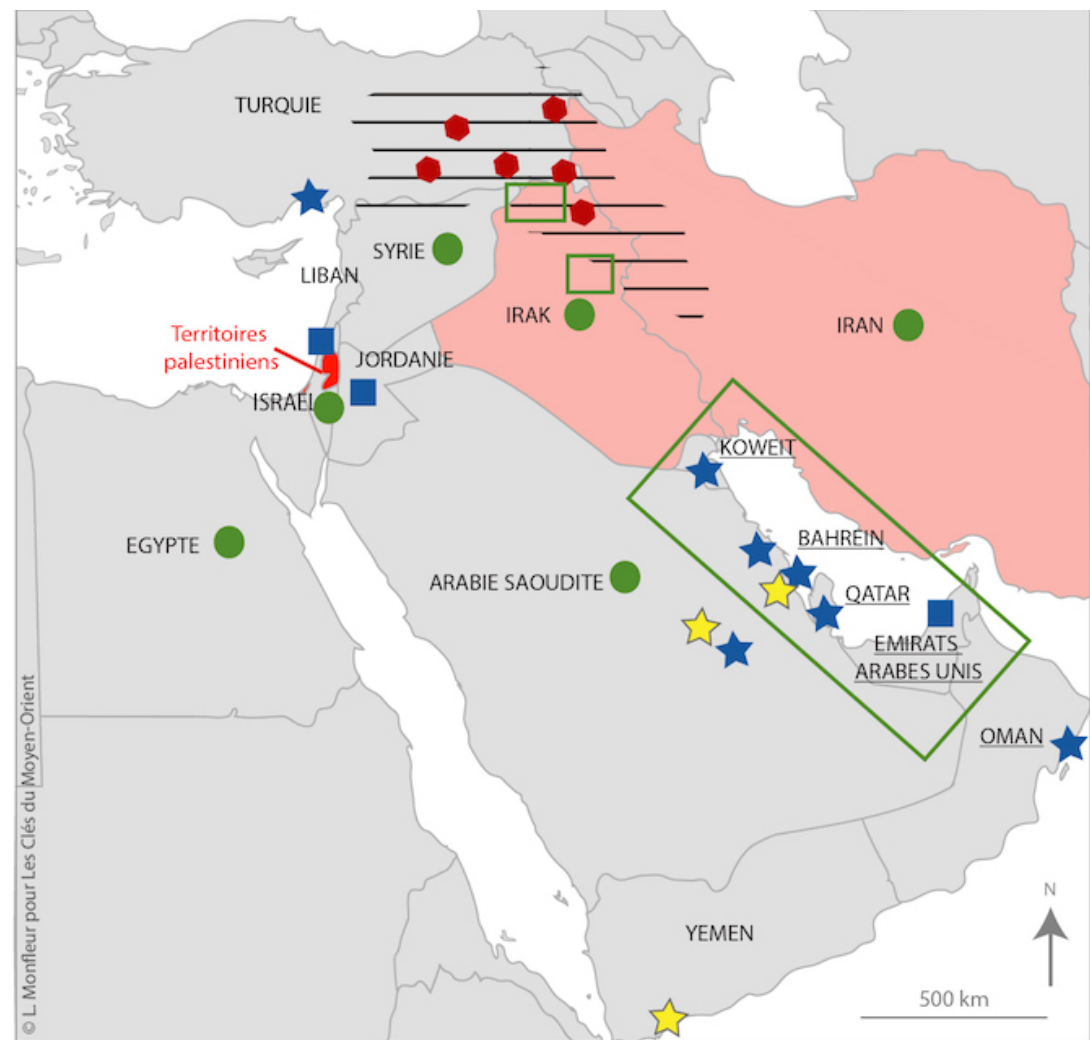 TURQUIE
SYRIE
LIBAN
IRAK
IRAN
Territoires
palestiniens
JORDANIE
ISRAEL
KOWEIT
EGYPTE
BAHREIN
ARABIE SAOUDITE
QATAR
EMIRATS
ARABES UNIS
OMAN
YEMEN
N
500 km
© L. Monfleur pour Les Clés du Moyen-Orient